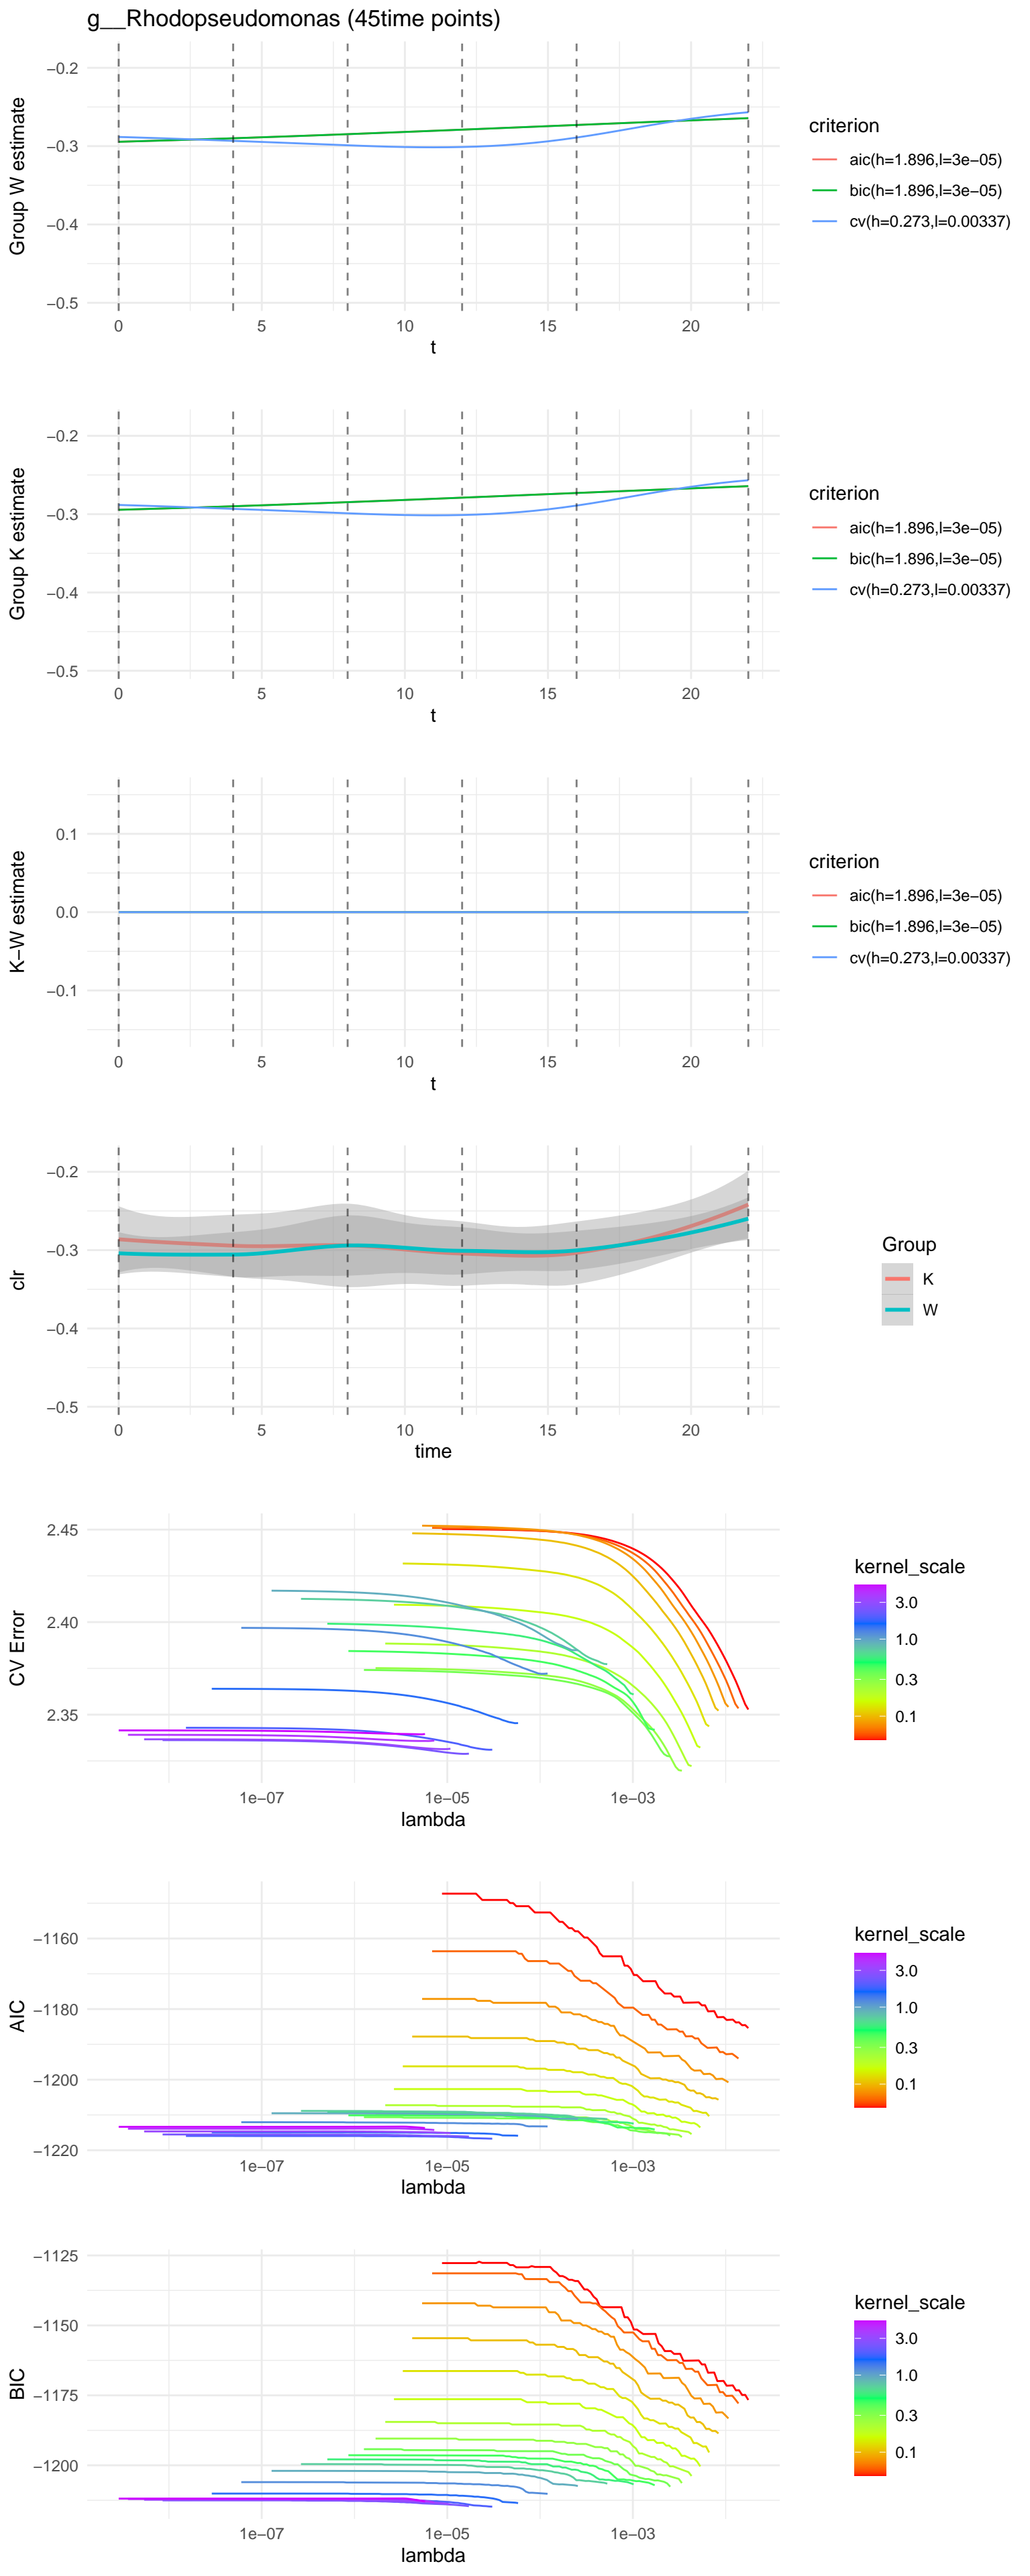 g__Rhodopseudomonas (45time points)
−0.2
−0.3
−0.4
−0.5
Group W estimate
0 5 10 15 20
t
criterion
aic(h=1.896,l=3e−05)
bic(h=1.896,l=3e−05)
cv(h=0.273,l=0.00337)
−0.2
−0.3
−0.4
−0.5
Group K estimate
0 5 10 15 20
t
criterion
aic(h=1.896,l=3e−05)
bic(h=1.896,l=3e−05)
cv(h=0.273,l=0.00337)
0.1
0.0
−0.1
K−W estimate
0 5 10 15 20
t
criterion
aic(h=1.896,l=3e−05)
bic(h=1.896,l=3e−05)
cv(h=0.273,l=0.00337)
−0.2
−0.3
−0.4
−0.5
clr
0 5 10 15 20
time
Group
K
W
2.45
2.40
2.35
CV Error
1e−07 1e−05 1e−03
lambda
kernel_scale
3.0
1.0
0.3
0.1
−1160
−1180
−1200
−1220
AIC
1e−07 1e−05 1e−03
lambda
kernel_scale
3.0
1.0
0.3
0.1
−1125
−1150
−1175
−1200
BIC
1e−07 1e−05 1e−03
lambda
kernel_scale
3.0
1.0
0.3
0.1